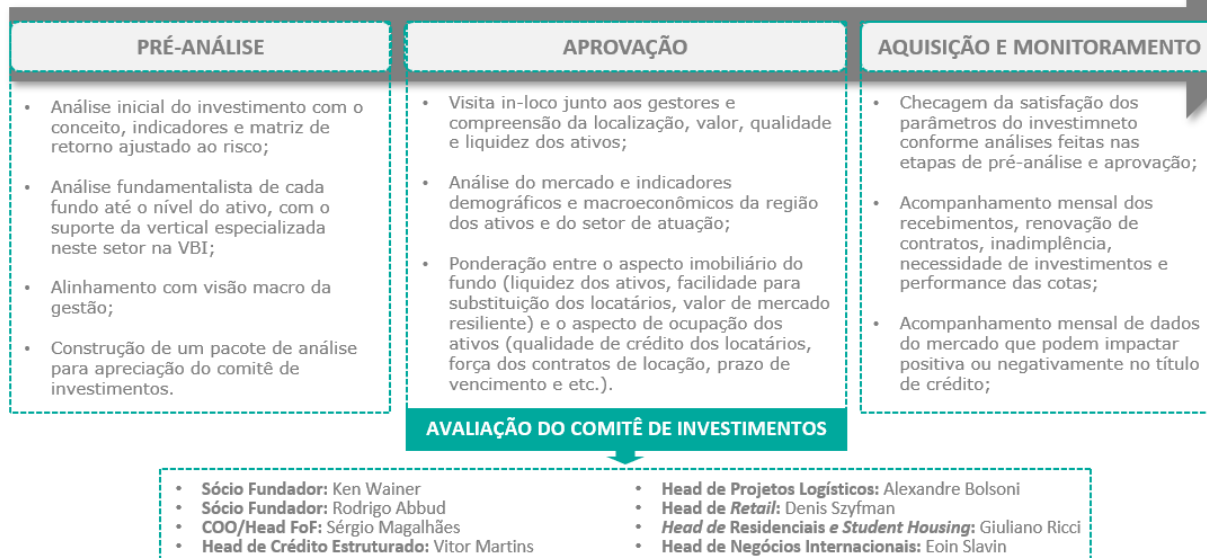 PRÉ-ANÁLISE
• Análise inicial do investimento com o
conceito, indicadores e matriz de
retorno ajustado ao risco;
• Análise fundamentalista de cada
fundo até o nível do ativo, com o
suporte da vertical especializada
neste setor na VBI;
• Alinhamento com visão macro da
gestão;
• Construção de um pacote de análise
para apreciação do comitê de
investimentos.
APROVAÇÃO
• Visita in-loco junto aos gestores e
compreensão da localização, valor, qualidade
e liquidez dos ativos;
• Análise do mercado e indicadores
demográficos e macroeconômicos da região
dos ativos e do setor de atuação;
• Ponderação entre o aspecto imobiliário do
fundo (liquidez dos ativos, facilidade para
substituição dos locatários, valor de mercado
resiliente) e o aspecto de ocupação dos
ativos (qualidade de crédito dos locatários,
força dos contratos de locação, prazo de
vencimento e etc.).
AQUISIÇÃO E MONITORAMENTO
• Checagem da satisfação dos
parâmetros do investimneto
conforme análises feitas nas
etapas de pré-análise e aprovação;
• Acompanhamento mensal dos
recebimentos, renovação de
contratos, inadimplência,
necessidade de investimentos e
performance das cotas;
• Acompanhamento mensal de dados
do mercado que podem impactar
positiva ou negativamente no título
de crédito;
AVALIAÇÃO DO COMITÊ DE INVESTIMENTOS
• Sócio Fundador: Ken Wainer
• Sócio Fundador: Rodrigo Abbud
• COO/Head FoF: Sérgio Magalhães
• Head de Crédito Estruturado: Vitor Martins
• Head de Projetos Logísticos: Alexandre Bolsoni
• Head de Retail: Denis Szyfman
• Head de Residenciais e Student Housing: Giuliano Ricci
• Head de Negócios Internacionais: Eoin Slavin